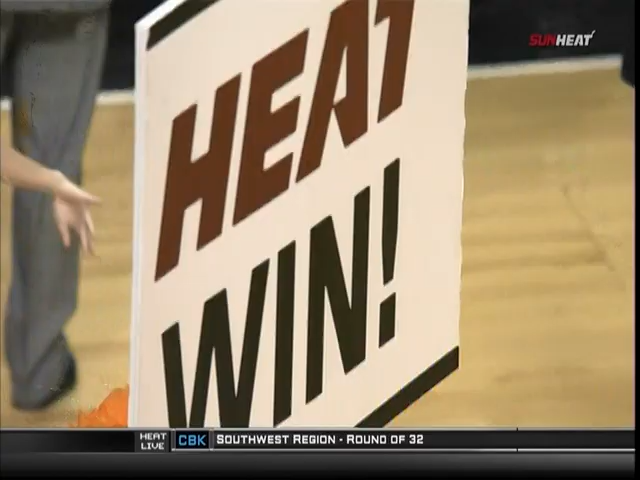 SUNHEAT
HEAT
WIN!
HEAT LIVE CBK SOUTHWEST REGION - ROUND OF 32